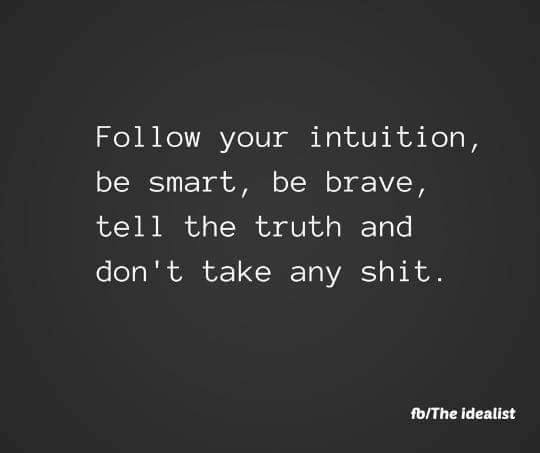 Follow your intuition,
be smart, be brave,
tell the truth and
don't take any shit.
fb/The idealist